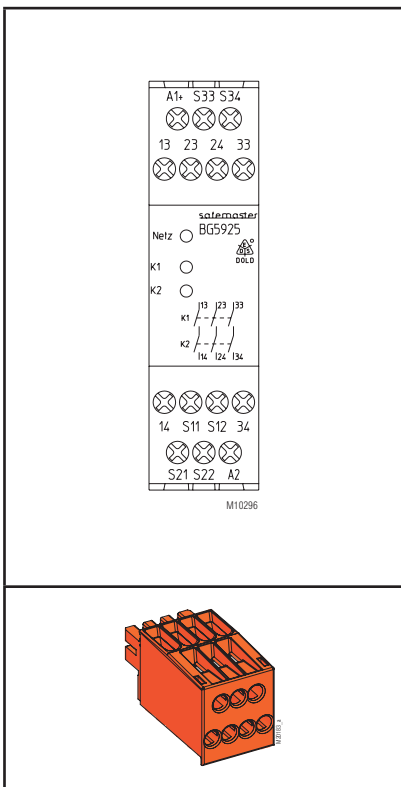 A1+ S33 S34
13 23 24 33
safemaster
Netz BG5925
DOLD
K1
K2
13 23 33
K1
K2
14 24 34
14 S11 S12 34
S21 S22 A2
M10296